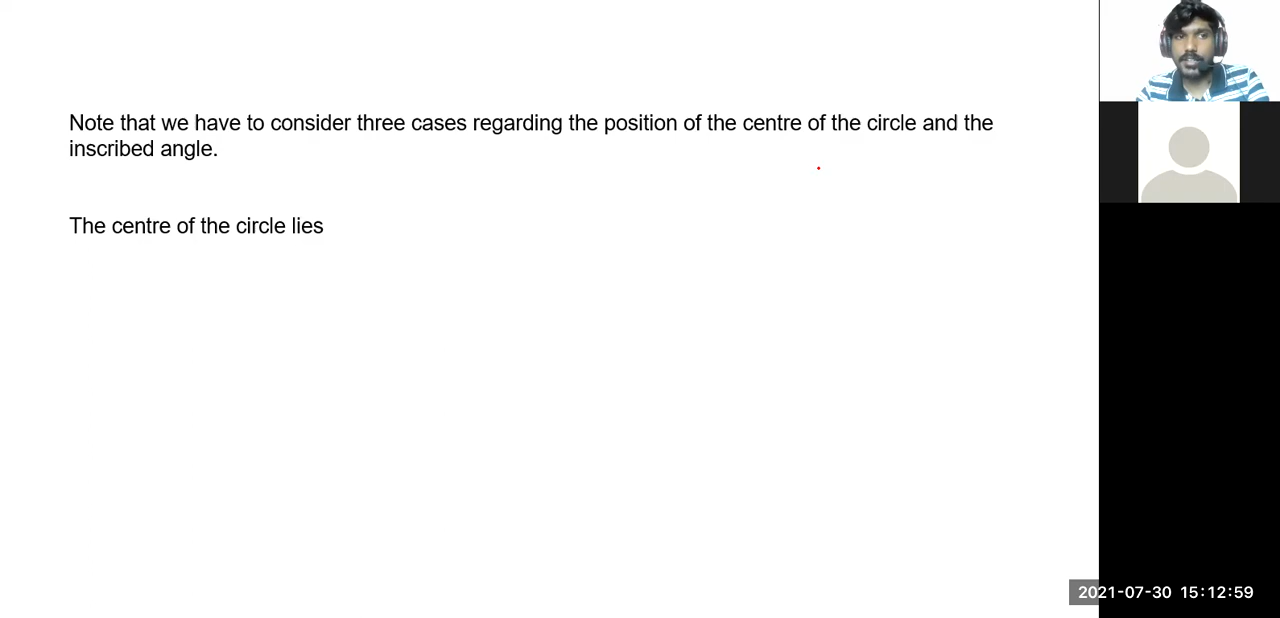 Note that we have to consider three cases regarding the position of the centre of the circle and the
inscribed angle.
The centre of the circle lies
2021-07-30 15:12:59